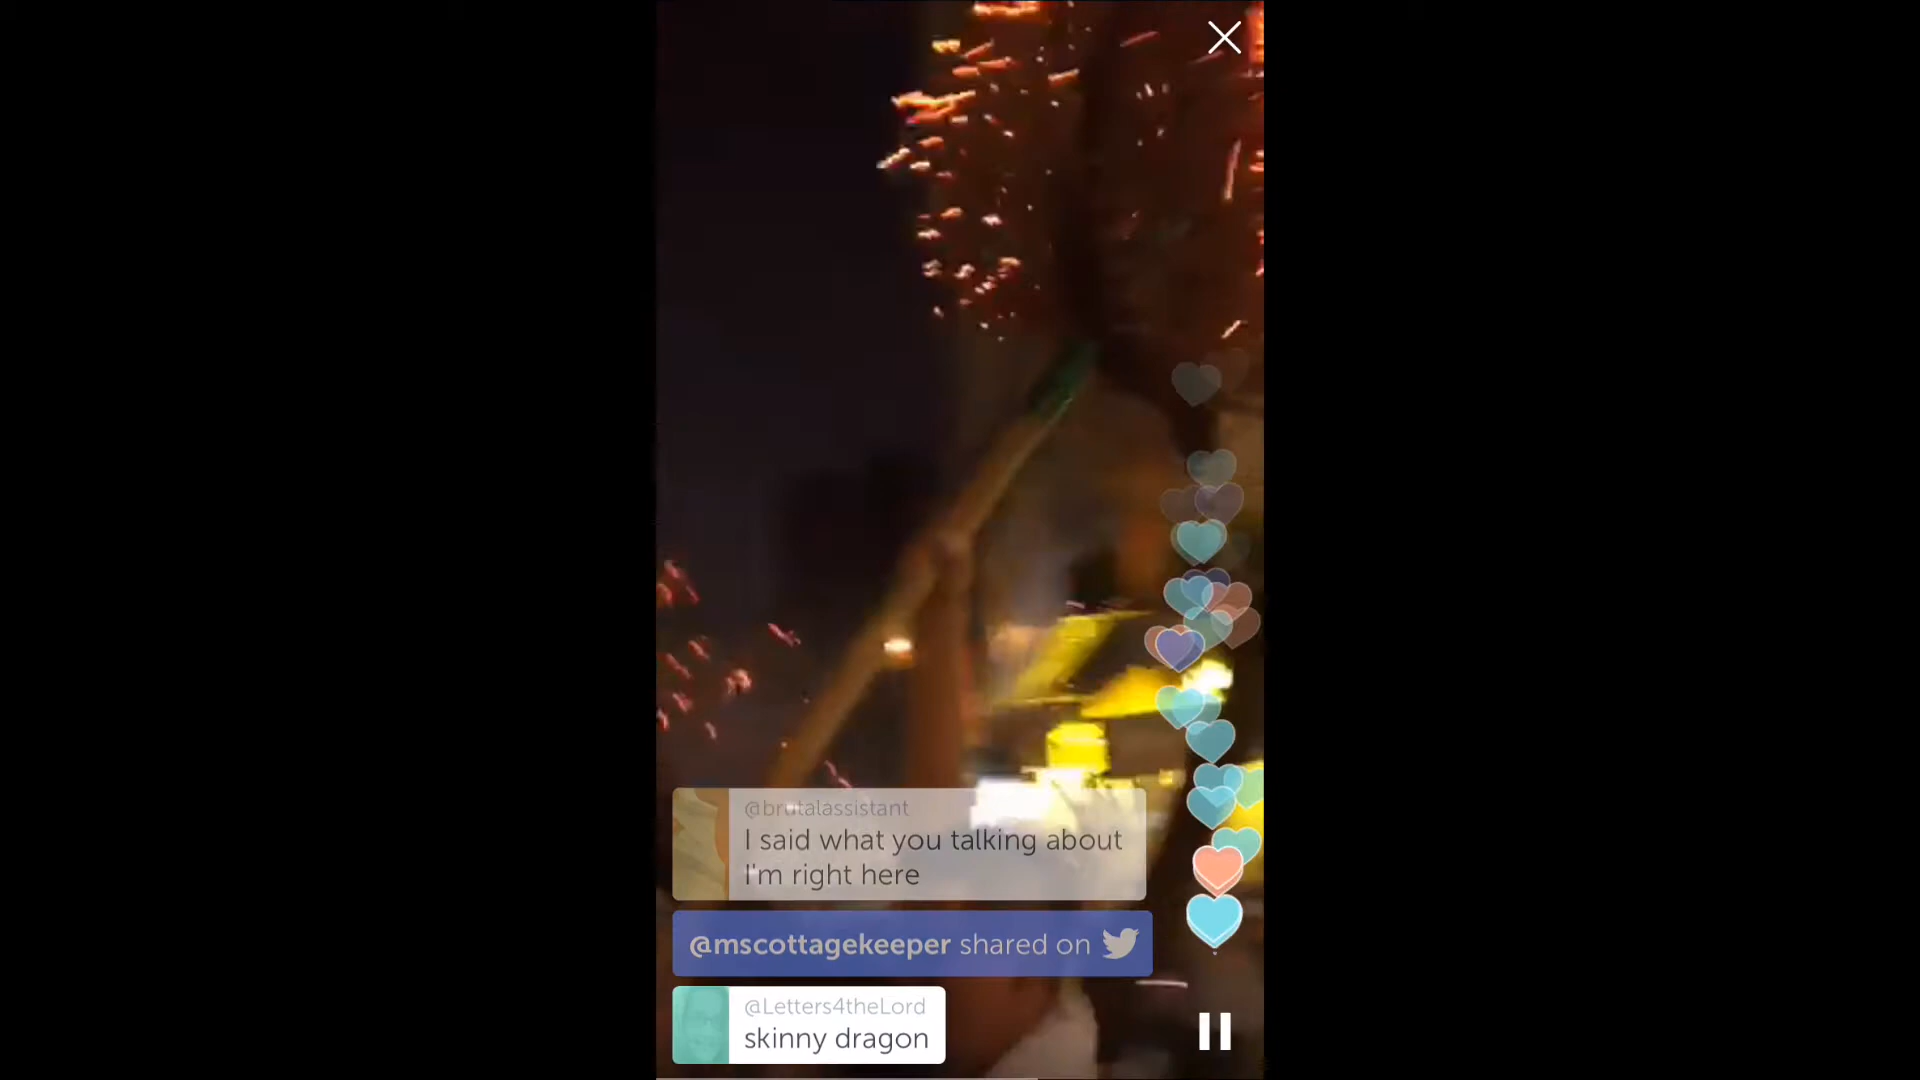 @brutalassistant
I said what you talking about
I'm right here
@mscottagekeeper shared on
@Letters4theLord
skinny dragon